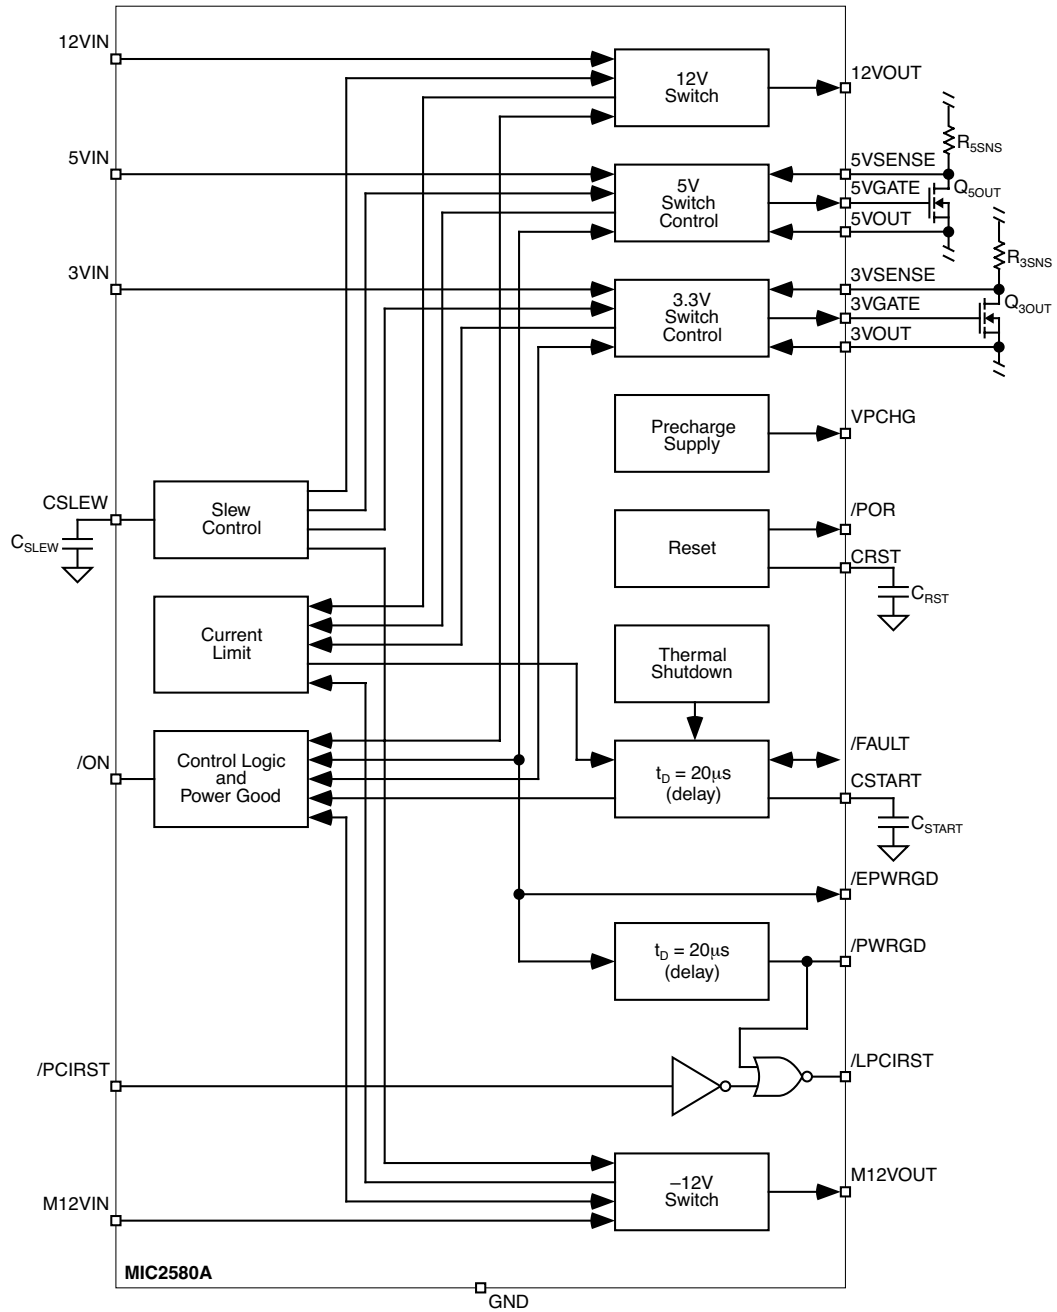 12VIN
12V
Switch
12VOUT
R5SNS
5VIN
5VSENSE
5V
Switch
Control
5VGATE
Q5OUT
5VOUT
R3SNS
3VIN
3VSENSE
3.3V
Switch
Control
3VGATE
Q3OUT
3VOUT
Precharge
Supply
VPCHG
CSLEW
CSLEW
Slew
Control
Reset
/POR
CRST
CRST
Current
Limit
Thermal
Shutdown
/ON
Control Logic
and
Power Good
tD = 20µs
(delay)
/FAULT
CSTART
CSTART
/EPWRGD
tD = 20µs
(delay)
/PWRGD
/PCIRST
/LPCIRST
M12VIN
–12V
Switch
M12VOUT
MIC2580A
GND